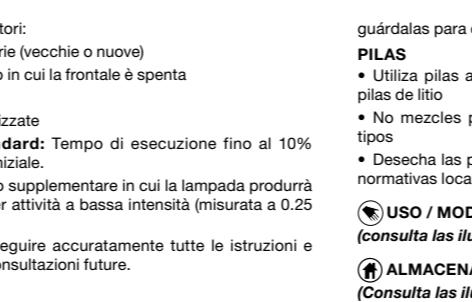 tori:
rie (vecchie o nuove)
o in cui la frontale è spenta
izzate
dard: Tempo di esecuzione fino al 10%
niziale.
o supplementare in cui la lampada produrrà
er attività a bassa intensità (misurata a 0.25
eguire accuratamente tutte le istruzioni e
nsultazioni future.
guárdalas para
PILAS
• Utiliza pilas a
pilas de litio
• No mezcles p
tipos
• Desecha las p
normativas loca
USO / MOD
(consulta las ilu
ALMACENA
(Consulta las ilu